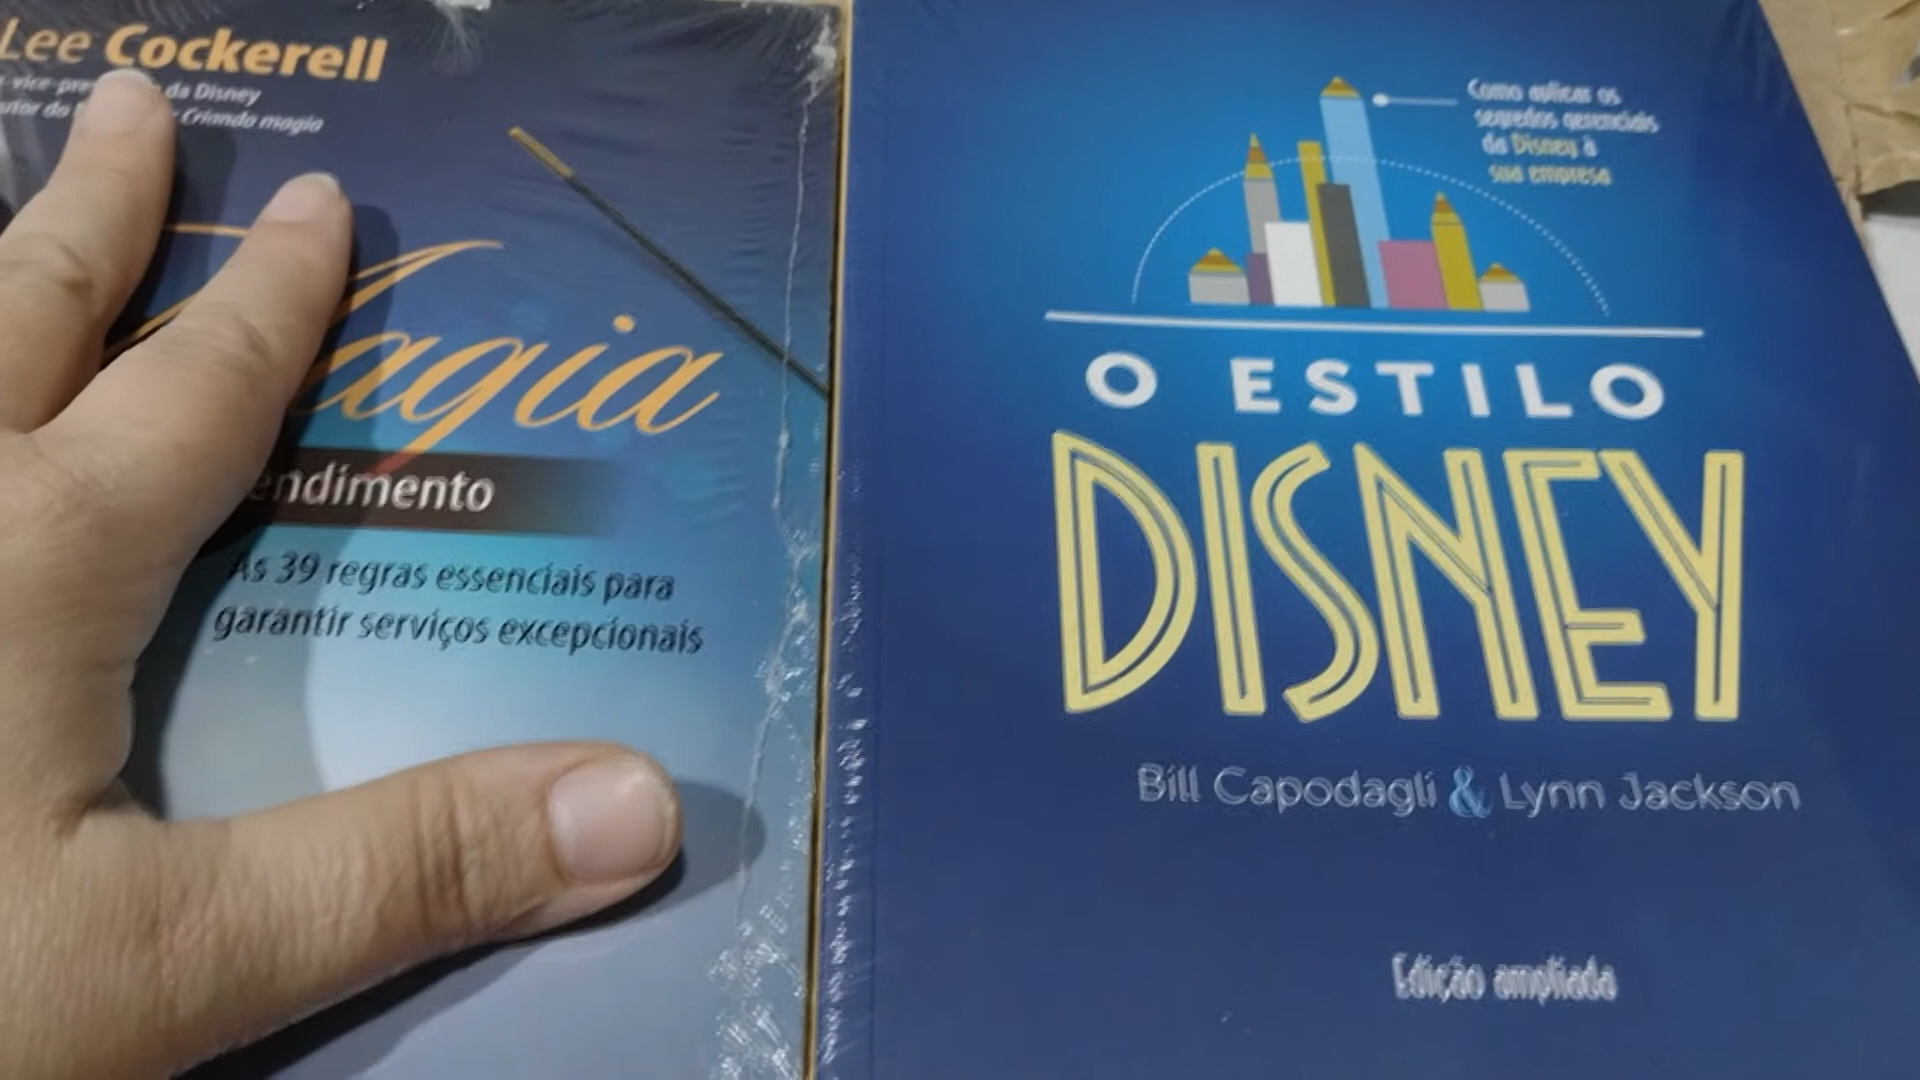 Lee Cockerell
da Disney
Criando magia
agia
endimento
As 39 regras essenciais para
garantir serviços excepcionais
Como aplicar os
segredos gerenciais
da Disney à
sua empresa
O ESTILO
DISNEY
Bill Capodagli & Lynn Jackson
Edição ampliada